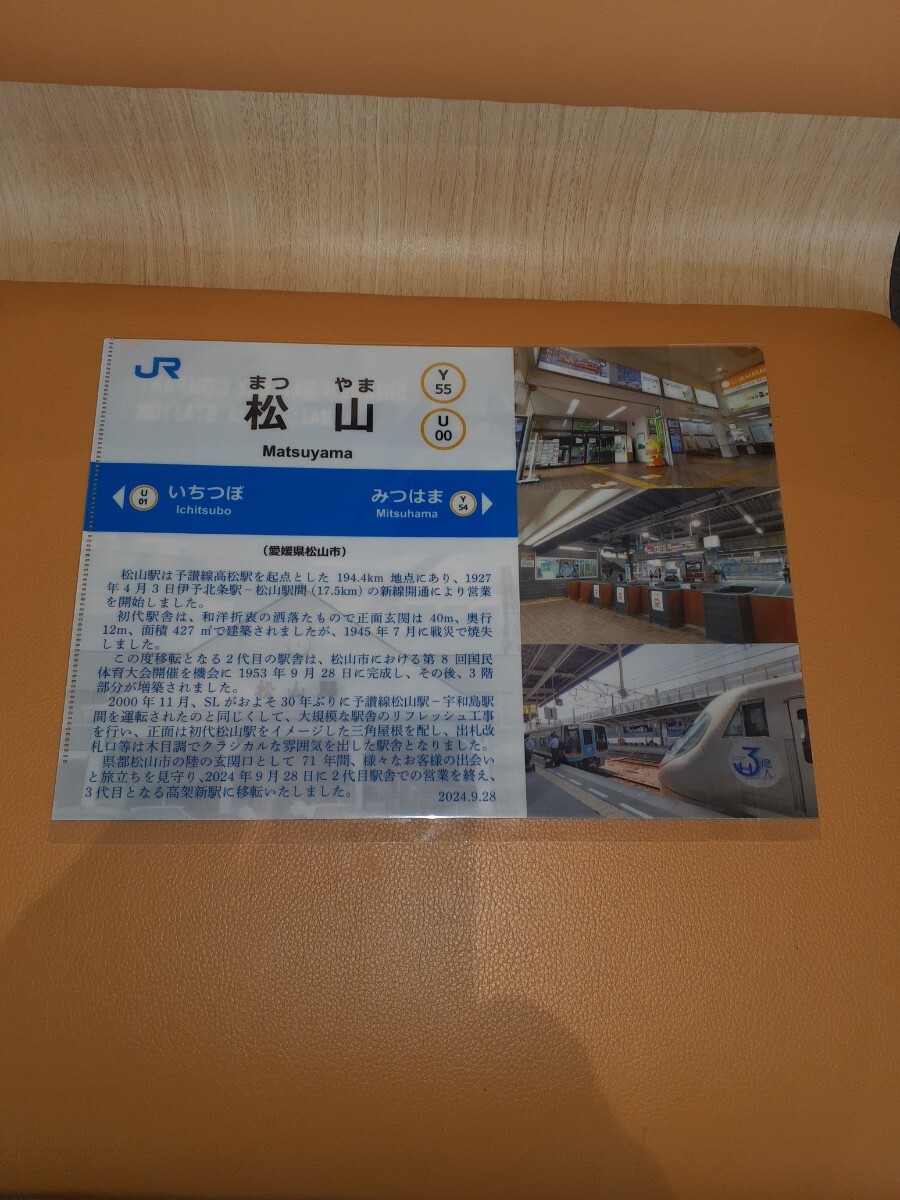 JR
まつ やま
松 山
Matsuyama
Y
55
U
00
U
01
いちつぼ
Ichitsubo
みつはま
Mitsuhama
Y
54
(愛媛県松山市)
松山駅は予讃線高松駅を起点とした 194.4km 地点にあり、1927
年4月3日伊予北条駅−松山駅間(17.5km)の新線開通により営業
を開始しました。
初代駅舎は、和洋折衷の洒落たもので正面玄関は 40m、奥行
12m、面積 427 ㎡で建築されましたが、1945 年 7 月に戦災で焼失
しました。
この度移転となる2代目の駅舎は、松山市における第 8 回国民
体育大会開催を機会に 1953 年 9 月 28 日に完成し、その後、3 階
部分が増築されました。
2000 年 11 月、SLがおよそ 30 年ぶりに予讃線松山駅−宇和島駅
間を運転されたのと同じくして、大規模な駅舎のリフレッシュ工事
を行い、正面は初代松山駅をイメージした三角屋根を配し、出札改
札口等は木目調でクラシカルな雰囲気を出した駅舎となりました。
県都松山市の陸の玄関口として 71 年間、様々なお客様の出会い
と旅立ちを見守り、2024 年 9 月 28 日に2代目駅舎での営業を終え、
3代目となる高架新駅に移転いたしました。
2024.9.28